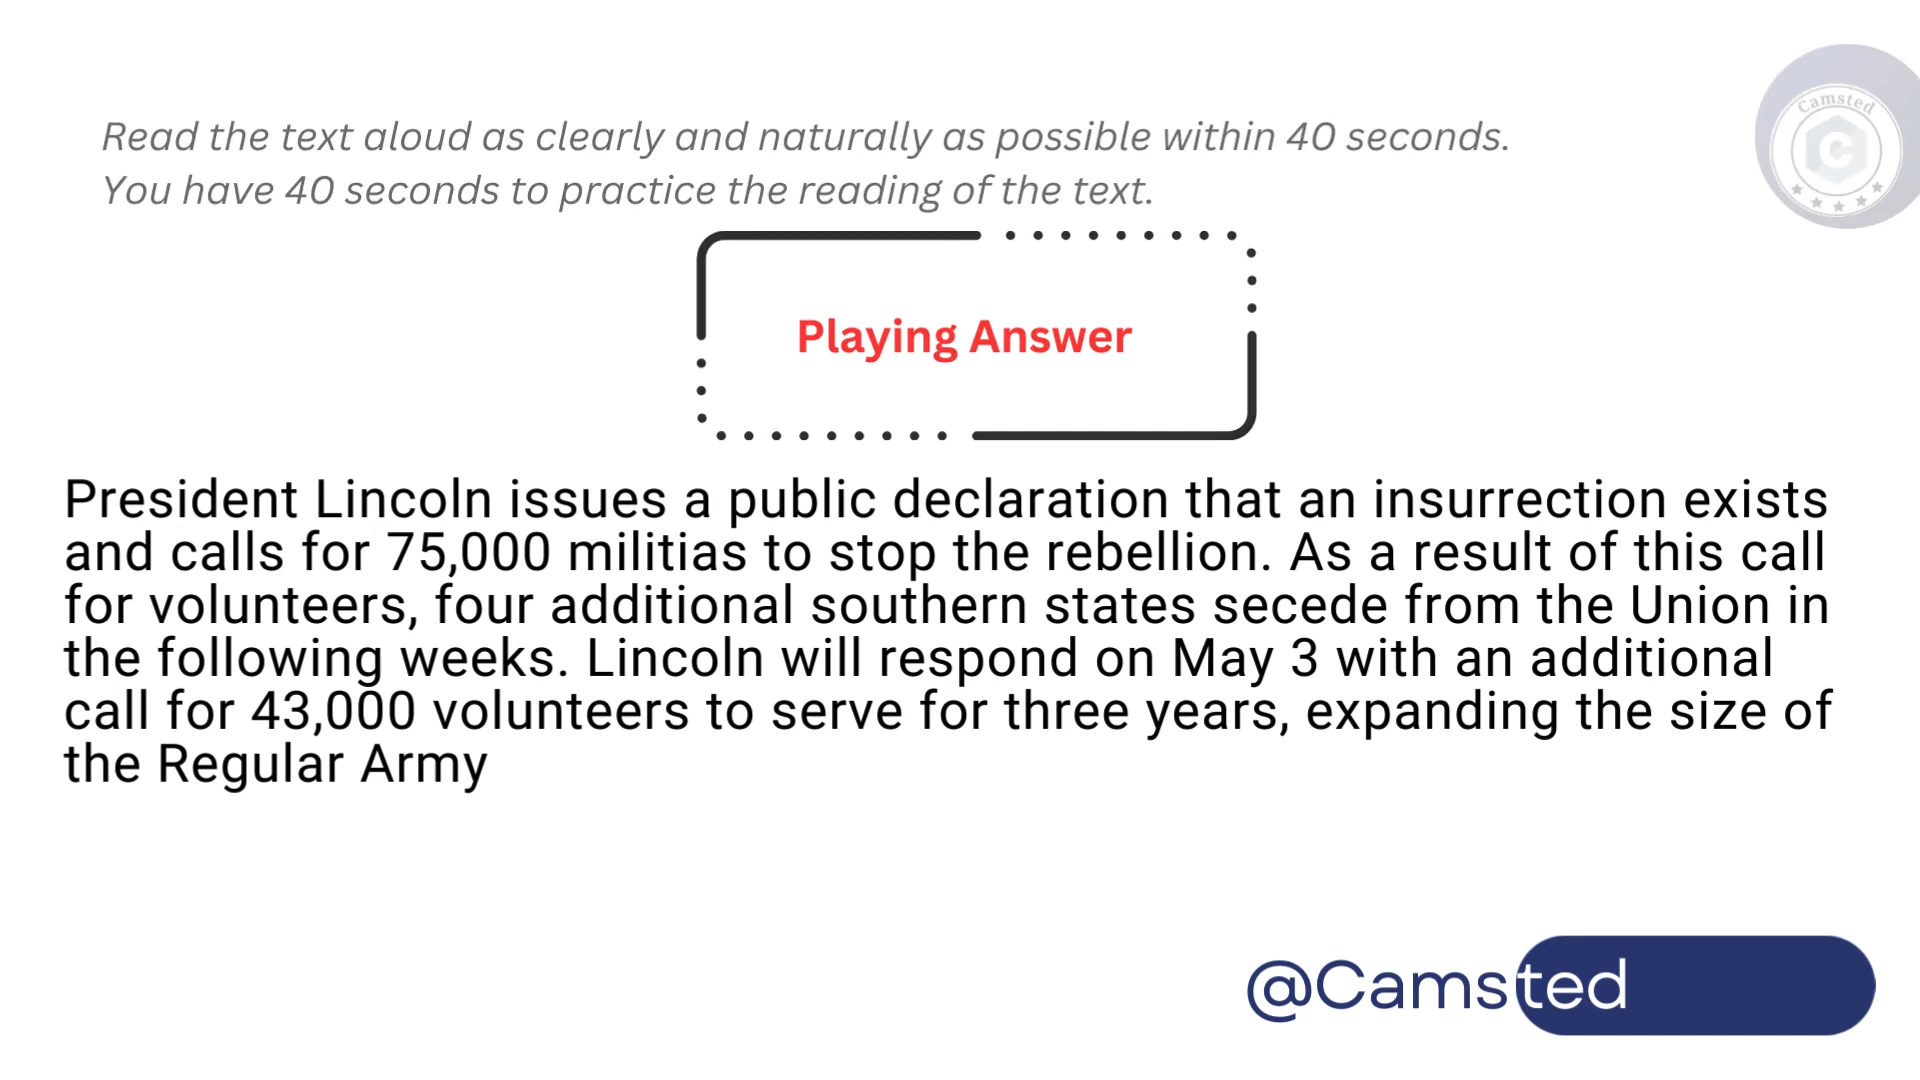 Read the text aloud as clearly and naturally as possible within 40 seconds.
You have 40 seconds to practice the reading of the text.
Camsted
C
Playing Answer
President Lincoln issues a public declaration that an insurrection exists
and calls for 75,000 militias to stop the rebellion. As a result of this call
for volunteers, four additional southern states secede from the Union in
the following weeks. Lincoln will respond on May 3 with an additional
call for 43,000 volunteers to serve for three years, expanding the size of
the Regular Army
@Camsted